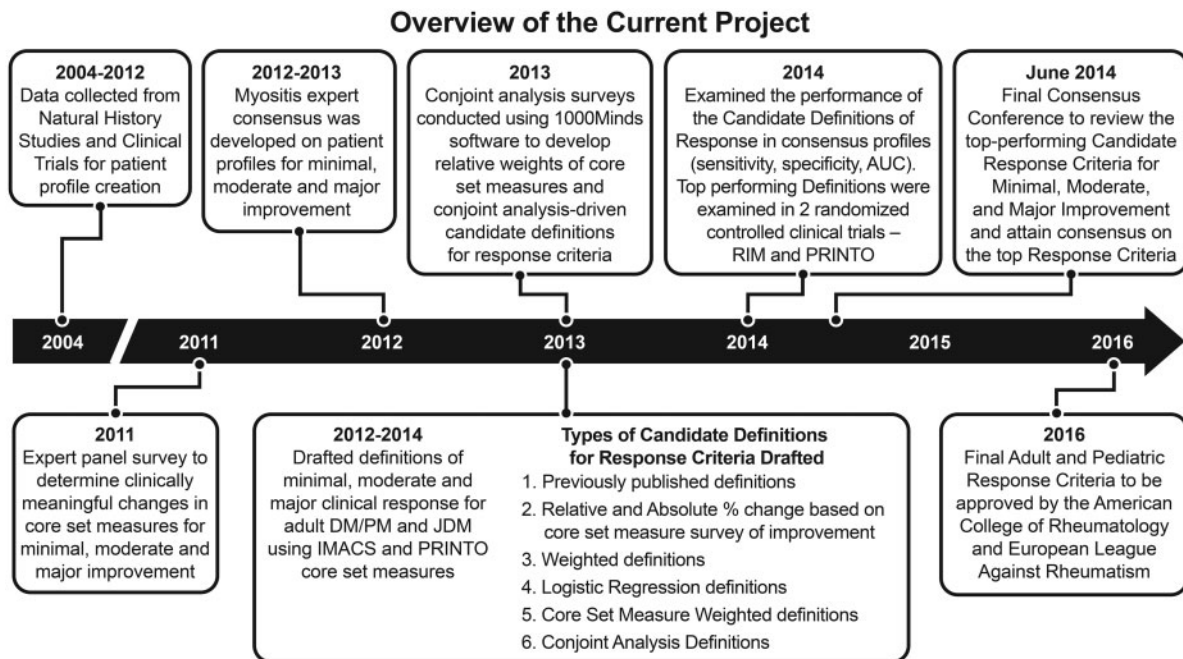 Overview of the Current Project
2004-2012
Data collected from
Natural History
Studies and Clinical
Trials for patient
profile creation
2012-2013
Myositis expert
consensus was
developed on patient
profiles for minimal,
moderate and major
improvement
2013
Conjoint analysis surveys
conducted using 1000Minds
software to develop
relative weights of core
set measures and
conjoint analysis-driven
candidate definitions
for response criteria
2014
Examined the performance of
the Candidate Definitions of
Response in consensus profiles
(sensitivity, specificity, AUC).
Top performing Definitions were
examined in 2 randomized
controlled clinical trials –
RIM and PRINTO
June 2014
Final Consensus
Conference to review the
top-performing Candidate
Response Criteria for
Minimal, Moderate,
and Major Improvement
and attain consensus on
the top Response Criteria
2004 2011 2012 2013 2014 2015 2016
2011
Expert panel survey to
determine clinically
meaningful changes in
core set measures for
minimal, moderate and
major improvement
2012-2014
Drafted definitions of
minimal, moderate and
major clinical response for
adult DM/PM and JDM
using IMACS and PRINTO
core set measures
Types of Candidate Definitions
for Response Criteria Drafted
1. Previously published definitions
2. Relative and Absolute % change based on
core set measure survey of improvement
3. Weighted definitions
4. Logistic Regression definitions
5. Core Set Measure Weighted definitions
6. Conjoint Analysis Definitions
2016
Final Adult and Pediatric
Response Criteria to be
approved by the American
College of Rheumatology
and European League
Against Rheumatism